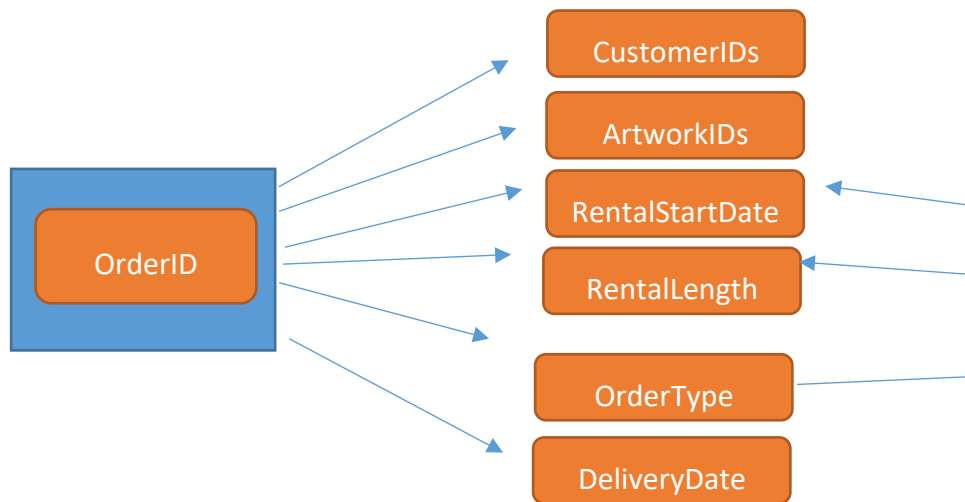 CustomerIDs
ArtworkIDs
RentalStartDate
OrderID
RentalLength
OrderType
DeliveryDate